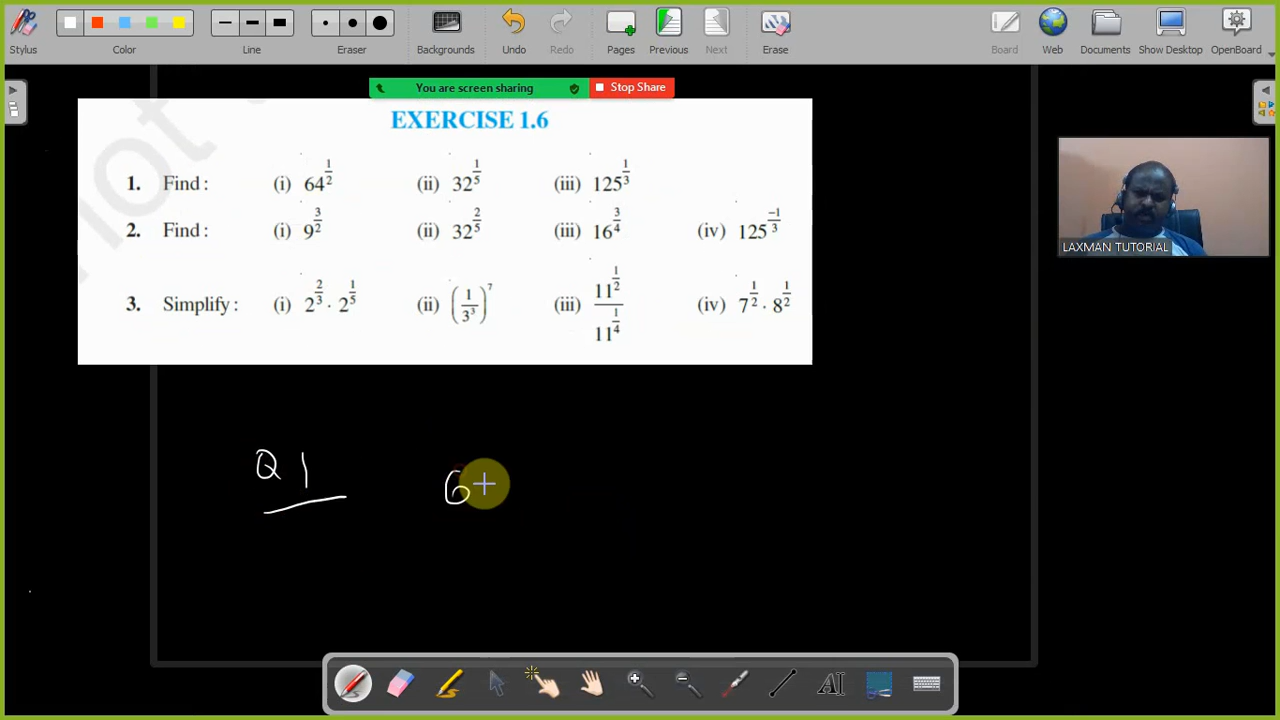 Stylus Color Line Eraser Backgrounds Undo Redo Pages Previous Next Erase Board Web Documents Show Desktop OpenBoard
You are screen sharing Stop Share
not
EXERCISE 1.6
1. Find : (i) 64^{1/2} (ii) 32^{1/5} (iii) 125^{1/3}
2. Find : (i) 9^{3/2} (ii) 32^{2/5} (iii) 16^{3/4} (iv) 125^{-1/3}
3. Simplify : (i) 2^{2/3} · 2^{1/5} (ii) (1/3^3)^7 (iii) 11^{1/2}/11^{1/4} (iv) 7^{1/2} · 8^{1/2}
LAXMAN TUTORIAL
Q 1 6
AI